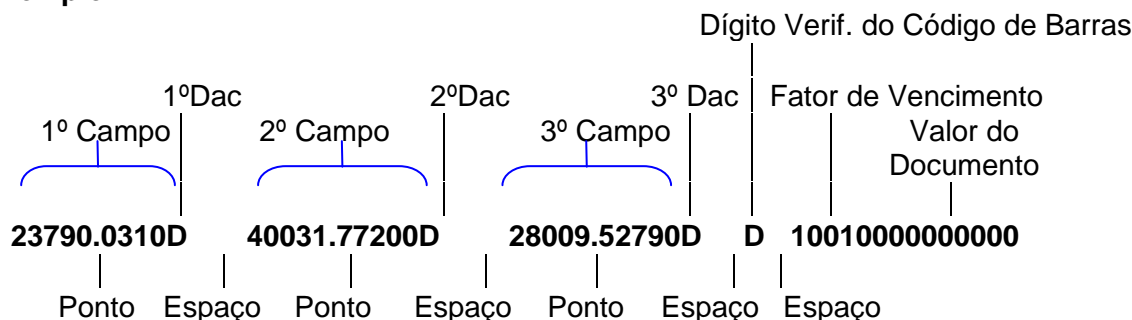 Dígito Verif. do Código de Barras
1ºDac 2ºDac 3º Dac Fator de Vencimento
1º Campo 2º Campo 3º Campo Valor do
Documento
23790.0310D 40031.77200D 28009.52790D D 10010000000000
Ponto Espaço Ponto Espaço Ponto Espaço Espaço